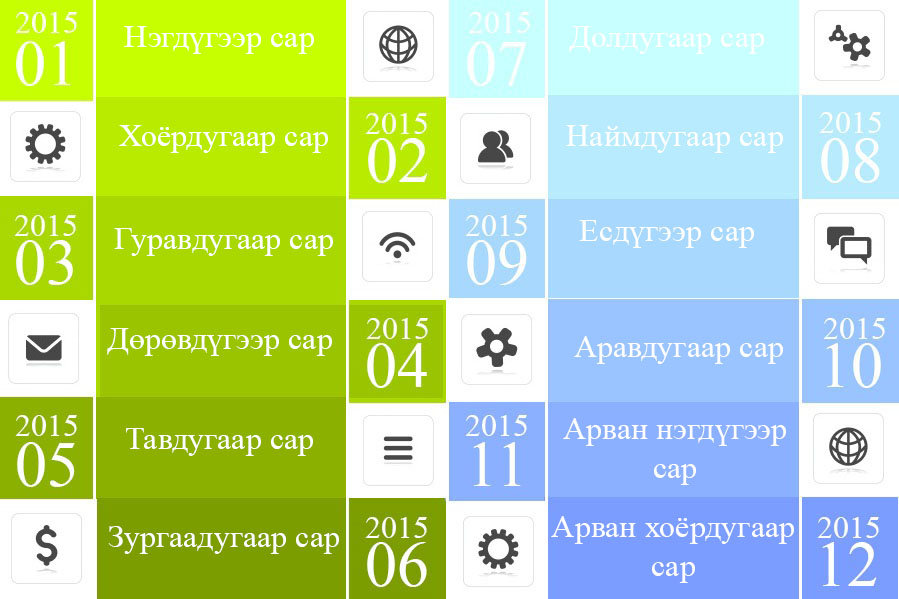 2015
01
Нэгдүгээр сар
Хоёрдугаар сар
2015
02
2015
03
Гуравдугаар сар
Дөрөвдүгээр сар
2015
04
2015
05
Тавдугаар сар
Зургаадугаар сар
2015
06
2015
07
Долдугаар сар
Наймдугаар сар
2015
08
2015
09
Есдүгээр сар
Аравдугаар сар
2015
10
2015
11
Арван нэгдүгээр
сар
Арван хоёрдугаар
сар
2015
12